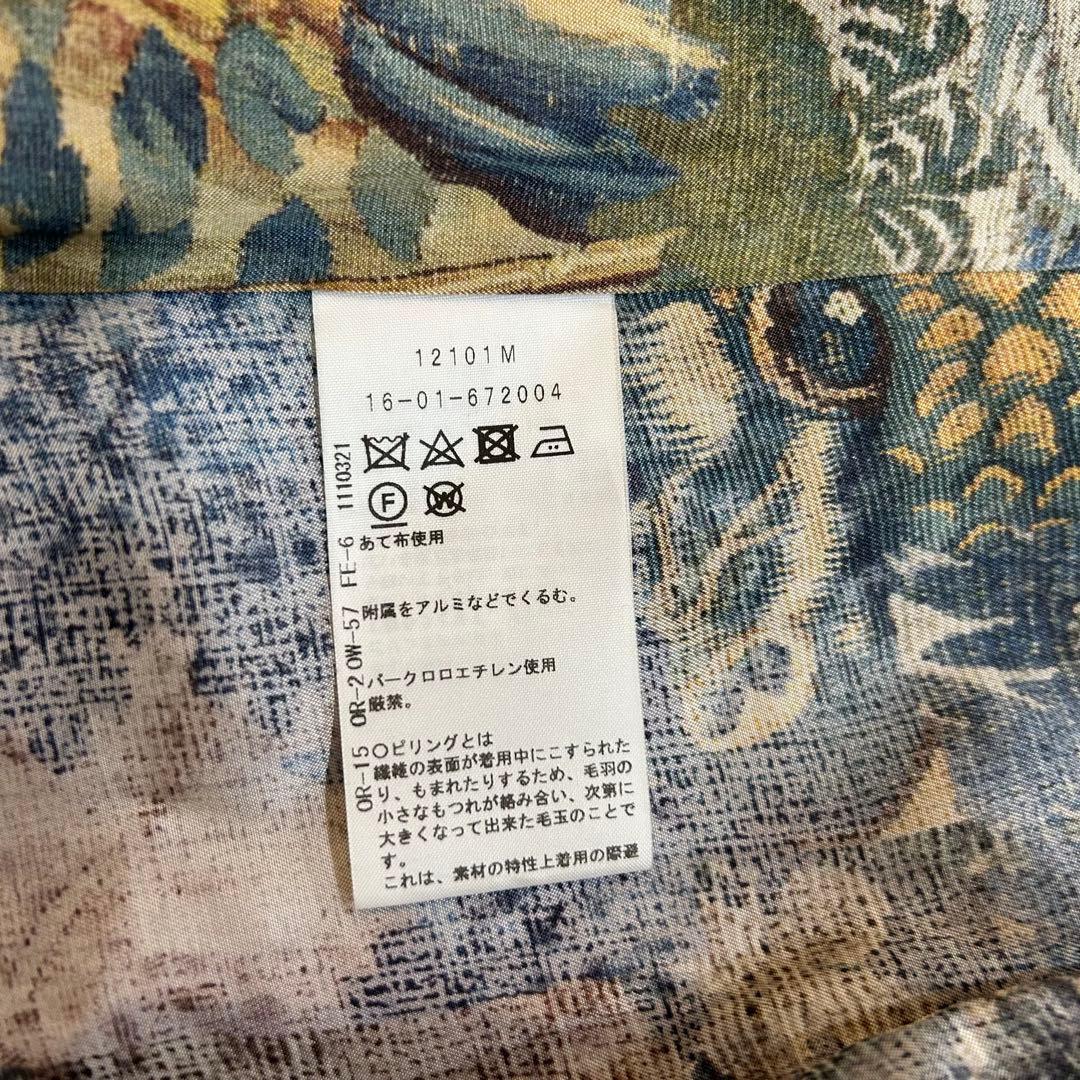 12101M
16-01-672004
F W
あて布使用
附属をアルミなどでくるむ。
パークロロエチレン使用
厳禁。
○ピリングとは
繊維の表面が着用中にこすられた
り、もまれたりするため、毛羽の
小さなもつれが絡み合い、次第に
大きくなって出来た毛玉のことで
す。
これは、素材の特性上着用の際避
OR-15 OR-2 OW-57 FE-6 1110321